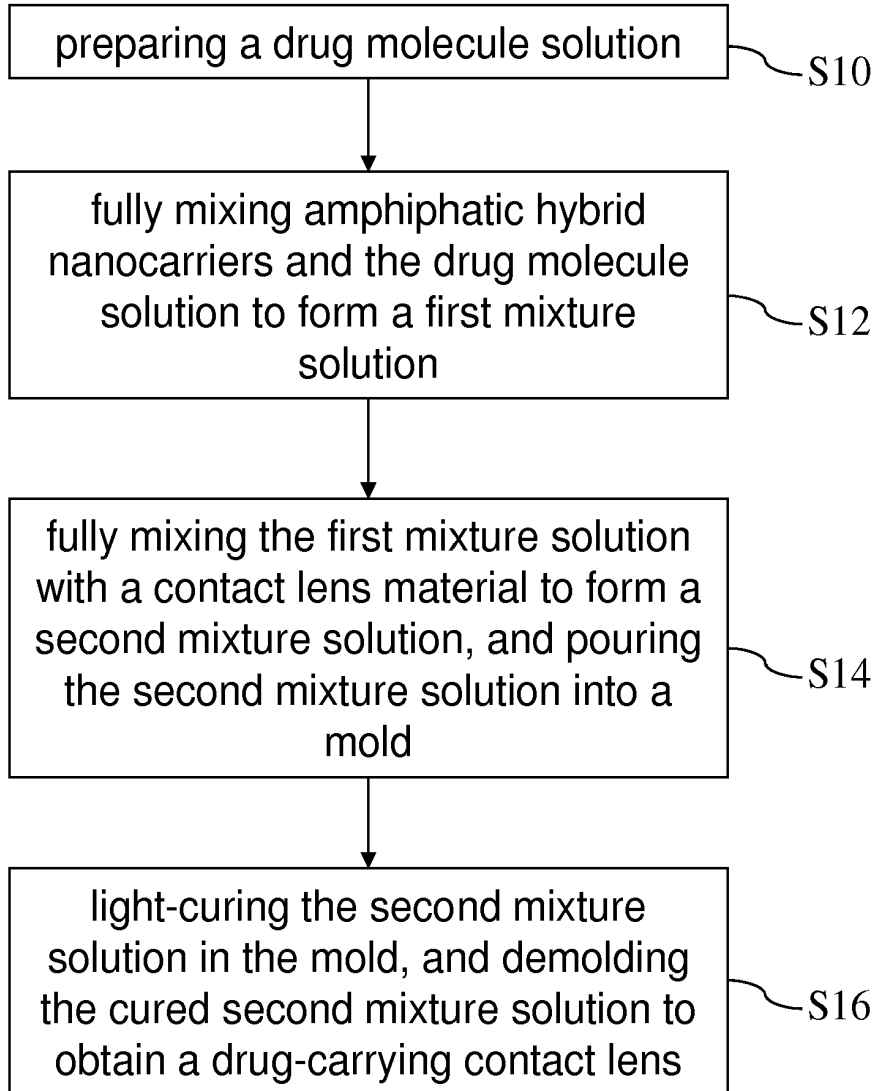 preparing a drug molecule solution
S10
fully mixing amphiphatic hybrid
nanocarriers and the drug molecule
solution to form a first mixture
solution
S12
fully mixing the first mixture solution
with a contact lens material to form a
second mixture solution, and pouring
the second mixture solution into a
mold
S14
light-curing the second mixture
solution in the mold, and demolding
the cured second mixture solution to
obtain a drug-carrying contact lens
S16